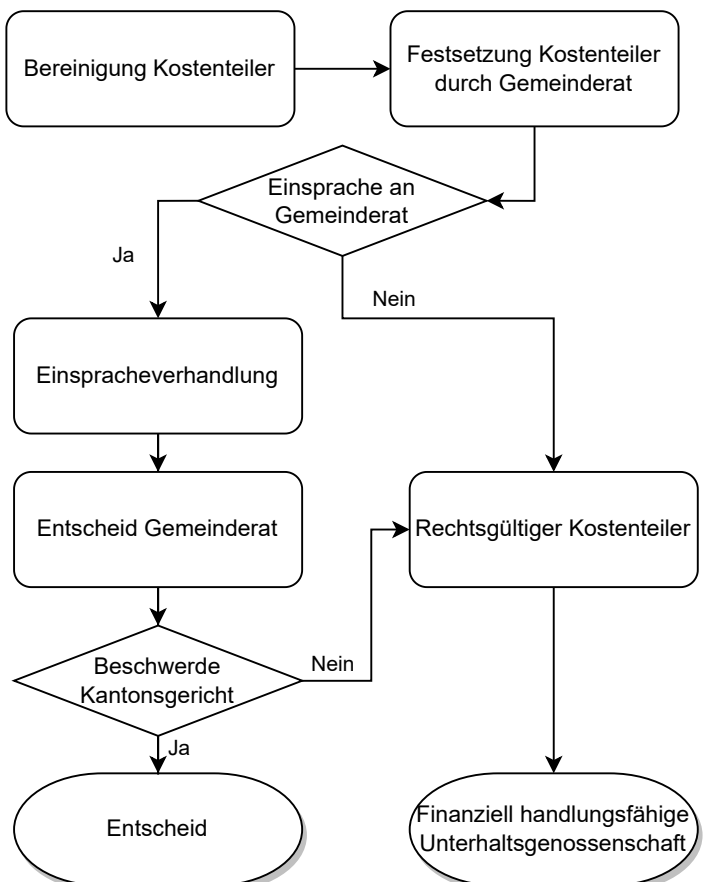 Bereinigung Kostenteiler
Festsetzung Kostenteiler
durch Gemeinderat
Einsprache an
Gemeinderat
Ja
Nein
Einspracheverhandlung
Entscheid Gemeinderat
Rechtsgültiger Kostenteiler
Beschwerde
Kantonsgericht
Nein
Ja
Entscheid
Finanziell handlungsfähige
Unterhaltsgenossenschaft